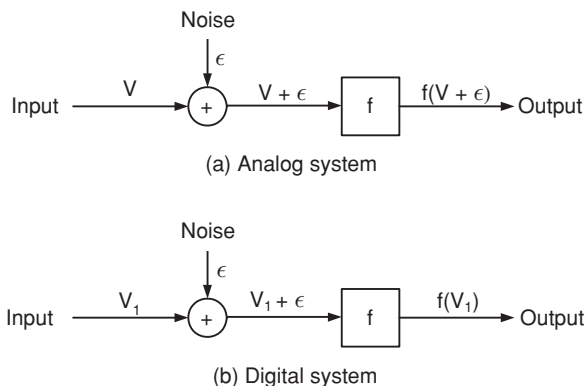 Noise
ϵ
Input V + V + ϵ f f(V + ϵ) Output
(a) Analog system
Noise
ϵ
Input V₁ + V₁ + ϵ f f(V₁) Output
(b) Digital system